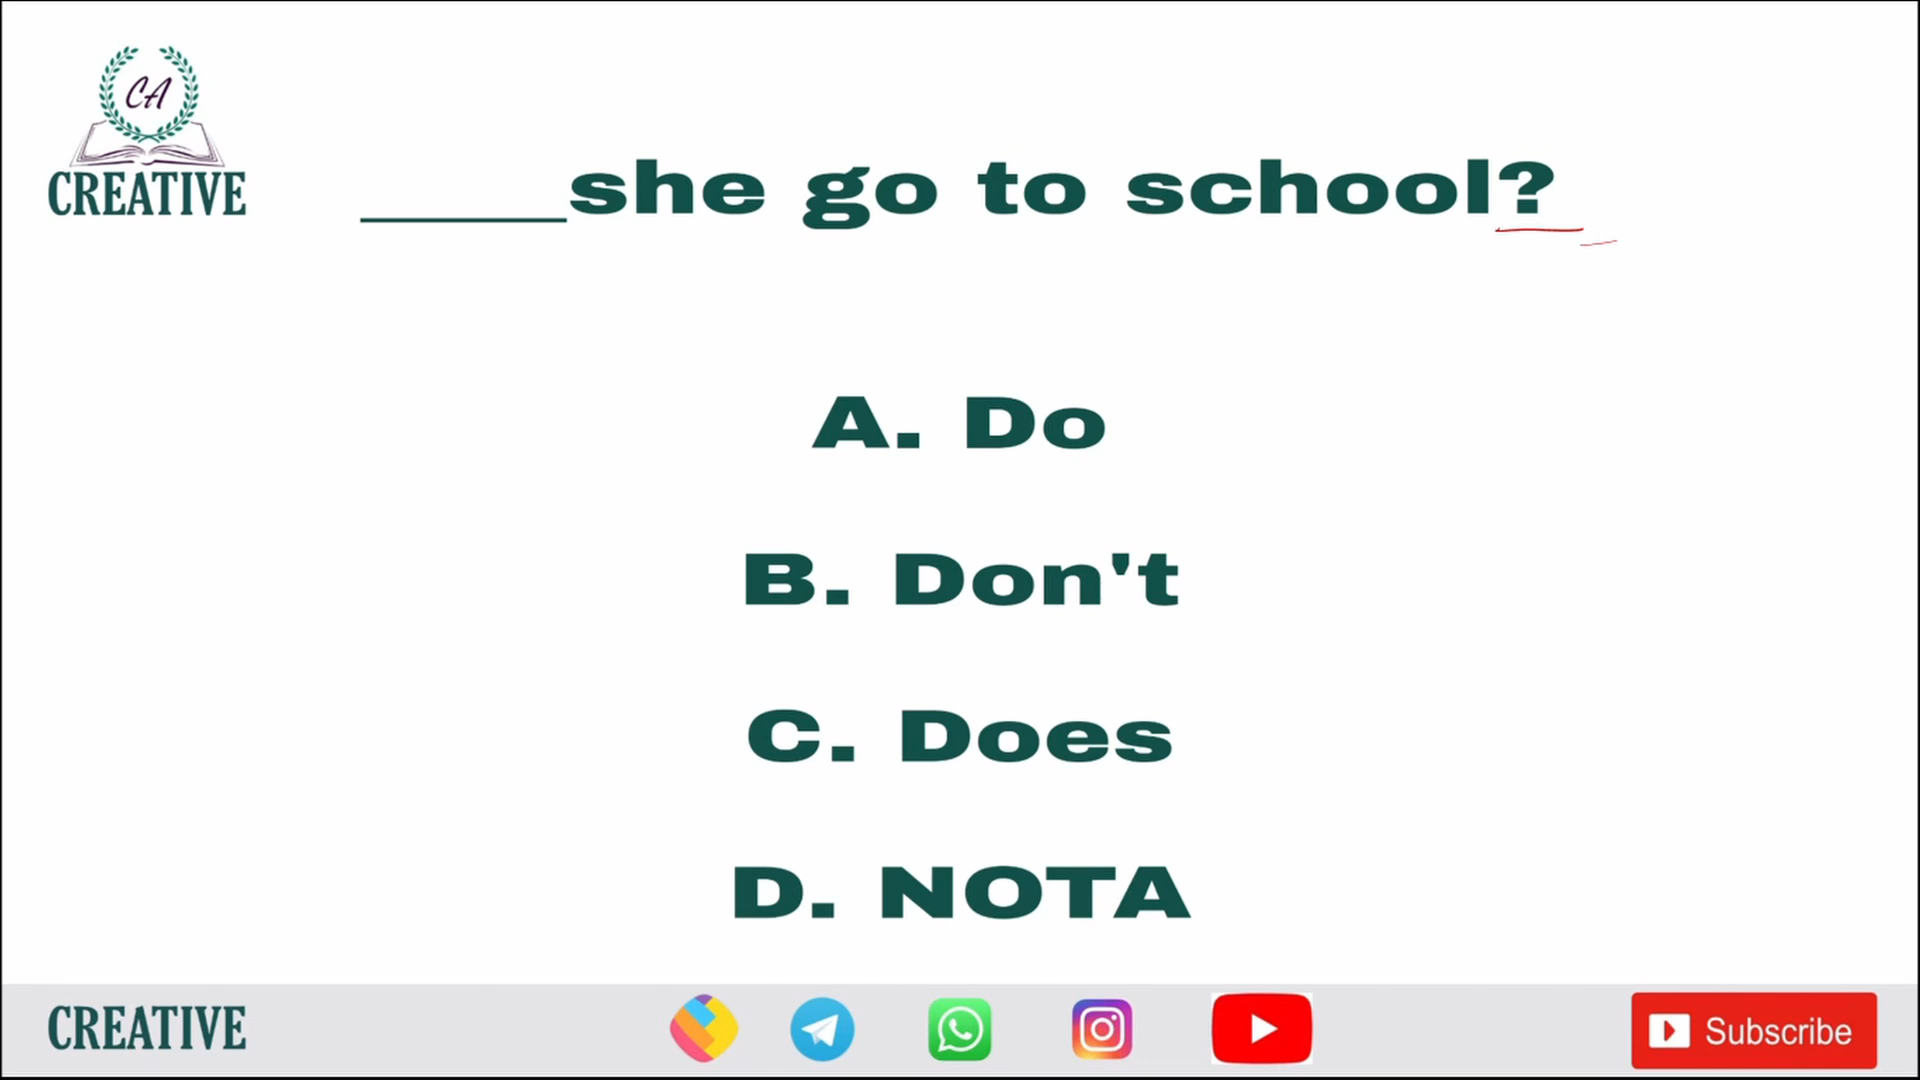 CA
CREATIVE
_____she go to school?
A. Do
B. Don't
C. Does
D. NOTA
CREATIVE
Subscribe